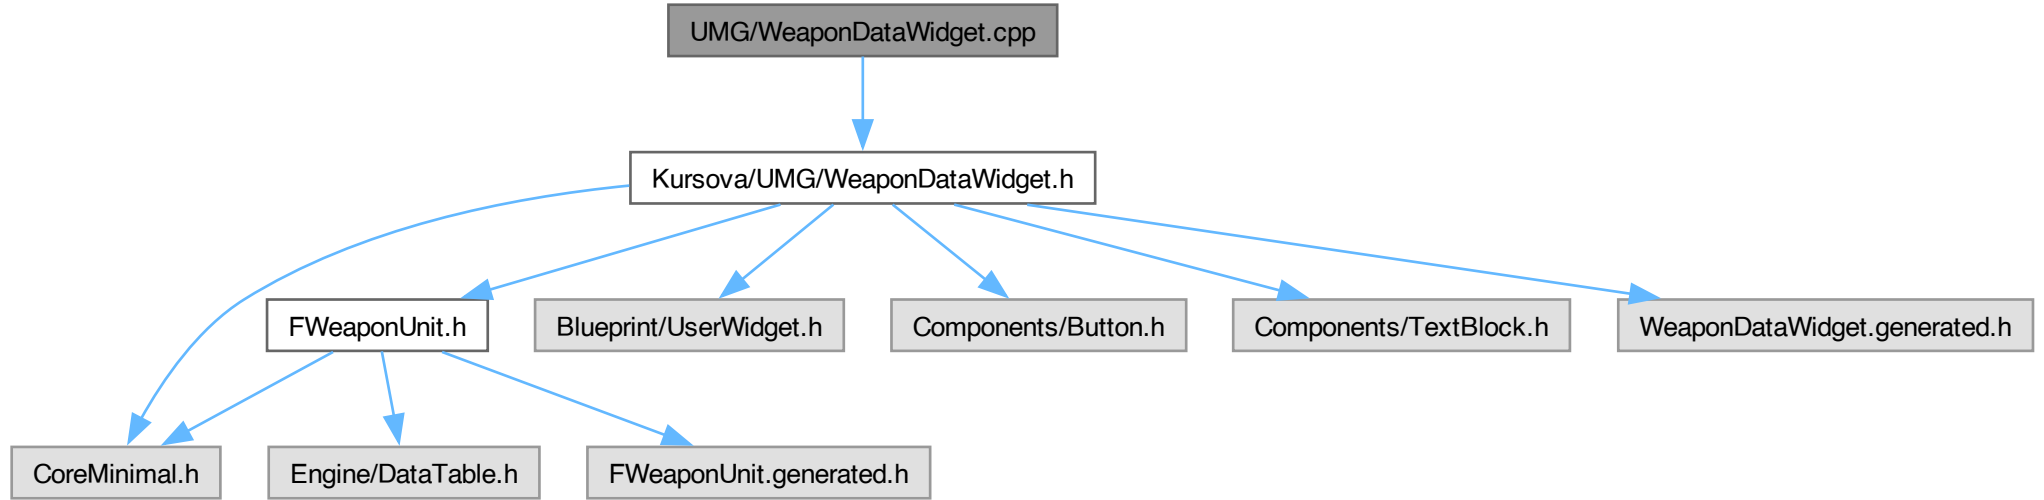 UMG/WeaponDataWidget.cpp
Kursova/UMG/WeaponDataWidget.h
FWeaponUnit.h
Blueprint/UserWidget.h
Components/Button.h
Components/TextBlock.h
WeaponDataWidget.generated.h
CoreMinimal.h
Engine/DataTable.h
FWeaponUnit.generated.h